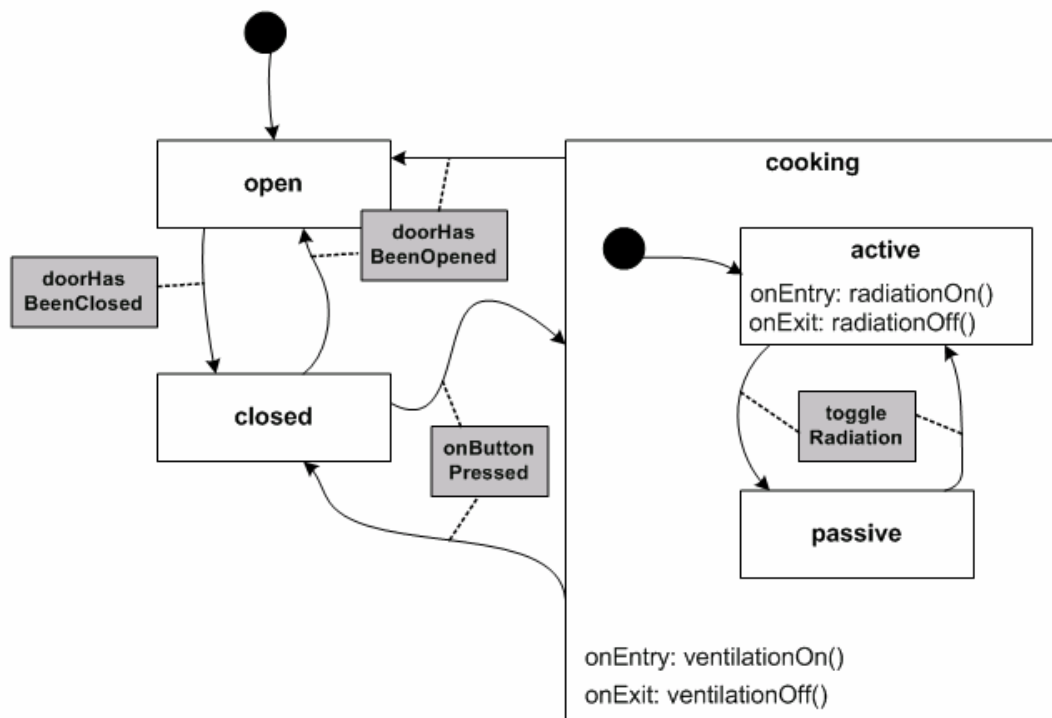 open
cooking
doorHas
BeenOpened
doorHas
BeenClosed
active
onEntry: radiationOn()
onExit: radiationOff()
closed
onButton
Pressed
toggle
Radiation
passive
onEntry: ventilationOn()
onExit: ventilationOff()